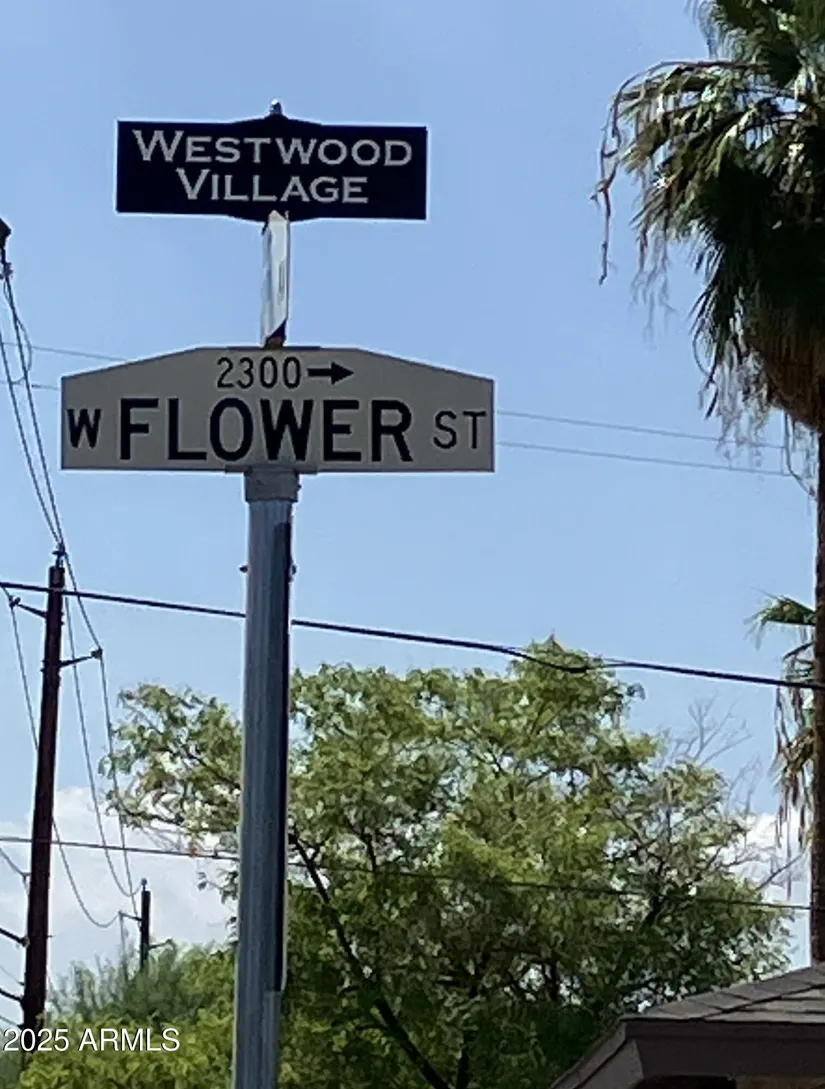 WESTWOOD
VILLAGE
2300→
W FLOWER ST
2025 ARMLS